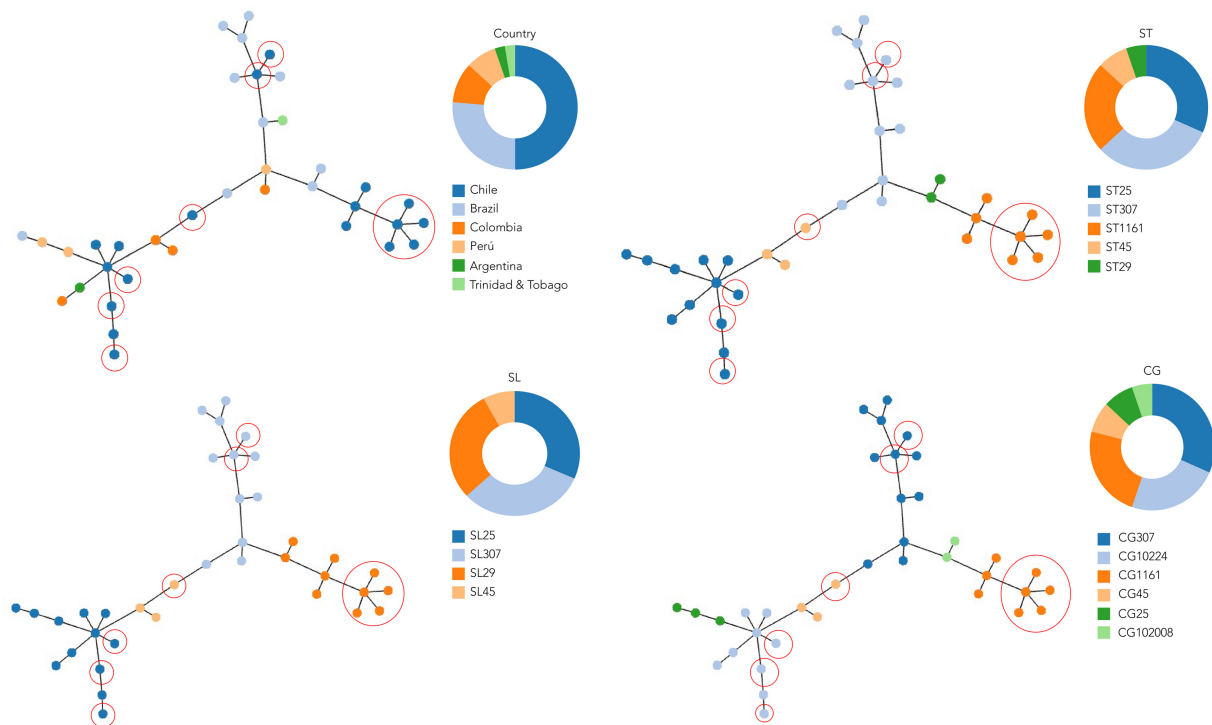 Country
Chile
Brazil
Colombia
Perú
Argentina
Trinidad & Tobago
ST
ST25
ST307
ST1161
ST45
ST29
SL
SL25
SL307
SL29
SL45
CG
CG307
CG10224
CG1161
CG45
CG25
CG102008